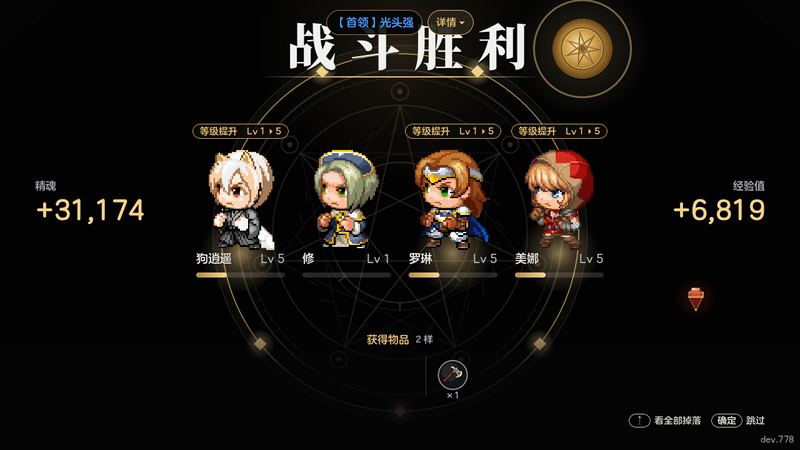 【首领】光头强 详情
战斗胜利
等级提升 Lv 1 5
等级提升 Lv 1 5
等级提升 Lv 1 5
精魂
+31,174
经验值
+6,819
狗逍遥 Lv 5
修 Lv 1
罗琳 Lv 5
美娜 Lv 5
获得物品 2 样
×1
↑ 看全部掉落 确定 跳过
dev.778